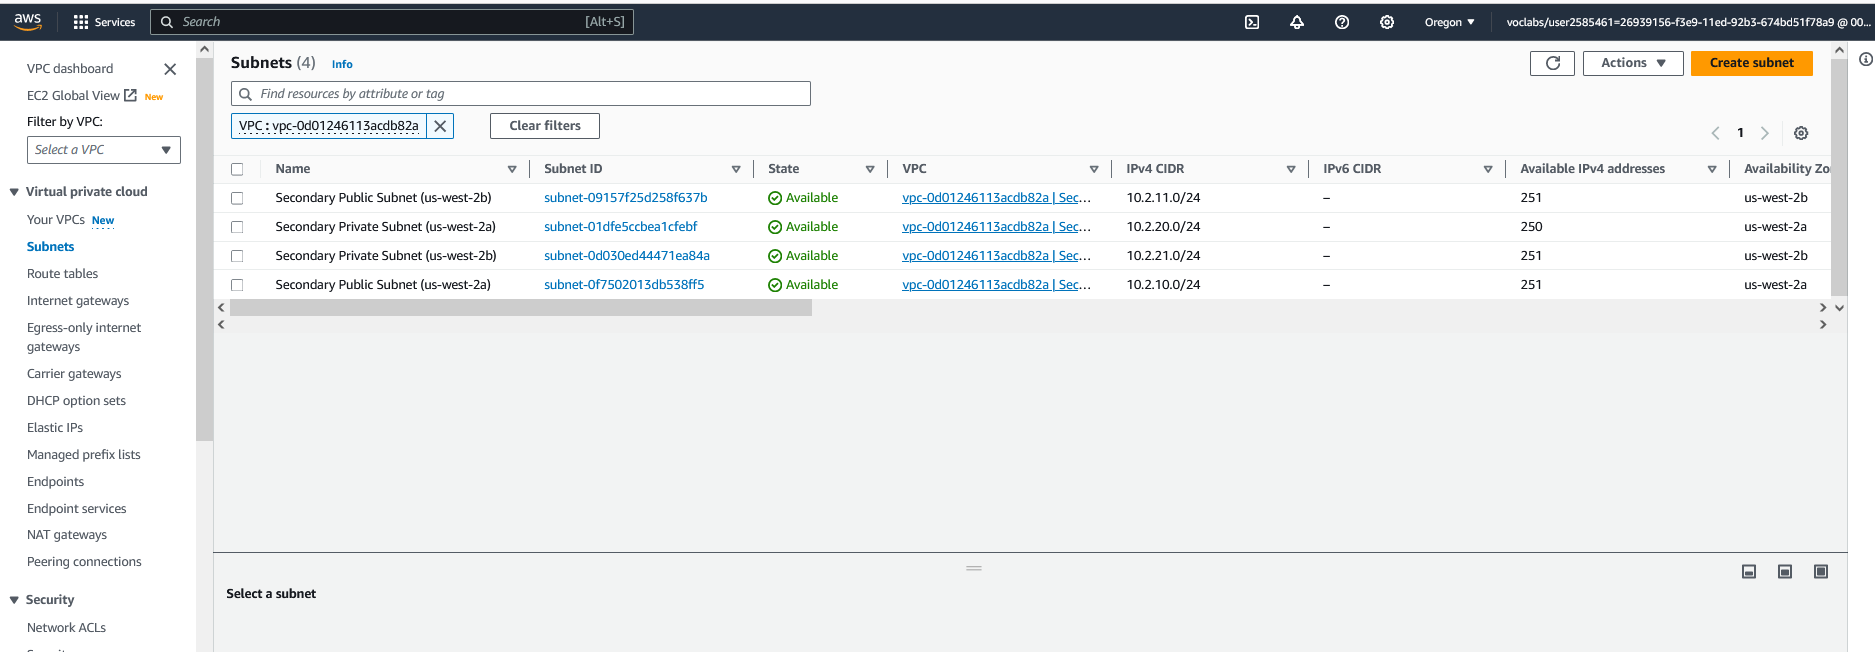 aws Services Search [Alt+S] Oregon voclabs/user2585461=26939156-f3e9-11ed-92b3-674bd51f78a9 @ 00...
VPC dashboard
EC2 Global View New
Filter by VPC:
Select a VPC
Virtual private cloud
Your VPCs New
Subnets
Route tables
Internet gateways
Egress-only internet
gateways
Carrier gateways
DHCP option sets
Elastic IPs
Managed prefix lists
Endpoints
Endpoint services
NAT gateways
Peering connections
Security
Network ACLs
Subnets (4) Info
Actions Create subnet
Find resources by attribute or tag
VPC : vpc-0d01246113acdb82a Clear filters
1
Name Subnet ID State VPC IPv4 CIDR IPv6 CIDR Available IPv4 addresses Availability Zo
Secondary Public Subnet (us-west-2b) subnet-09157f25d258f637b Available vpc-0d01246113acdb82a | Sec... 10.2.11.0/24 – 251 us-west-2b
Secondary Private Subnet (us-west-2a) subnet-01dfe5ccbea1cfebf Available vpc-0d01246113acdb82a | Sec... 10.2.20.0/24 – 250 us-west-2a
Secondary Private Subnet (us-west-2b) subnet-0d030ed44471ea84a Available vpc-0d01246113acdb82a | Sec... 10.2.21.0/24 – 251 us-west-2b
Secondary Public Subnet (us-west-2a) subnet-0f7502013db538ff5 Available vpc-0d01246113acdb82a | Sec... 10.2.10.0/24 – 251 us-west-2a
Select a subnet